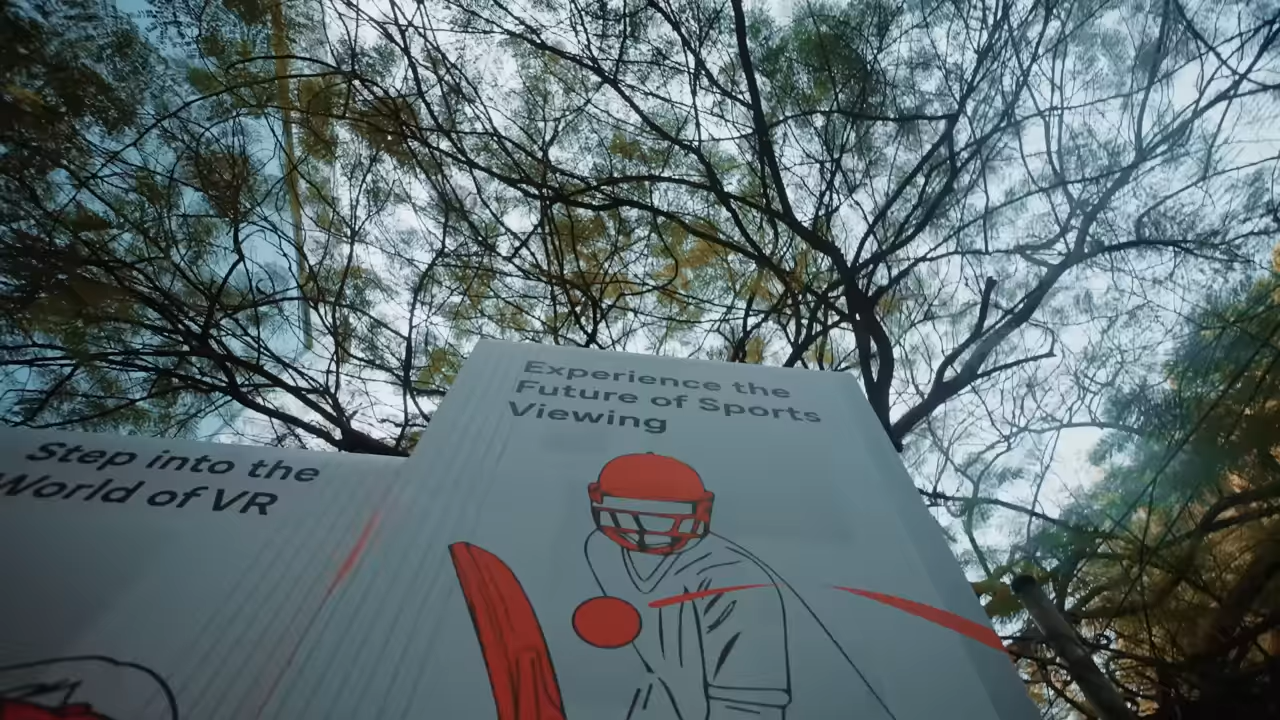 Experience the
Future of Sports
Viewing
Step into the
World of VR